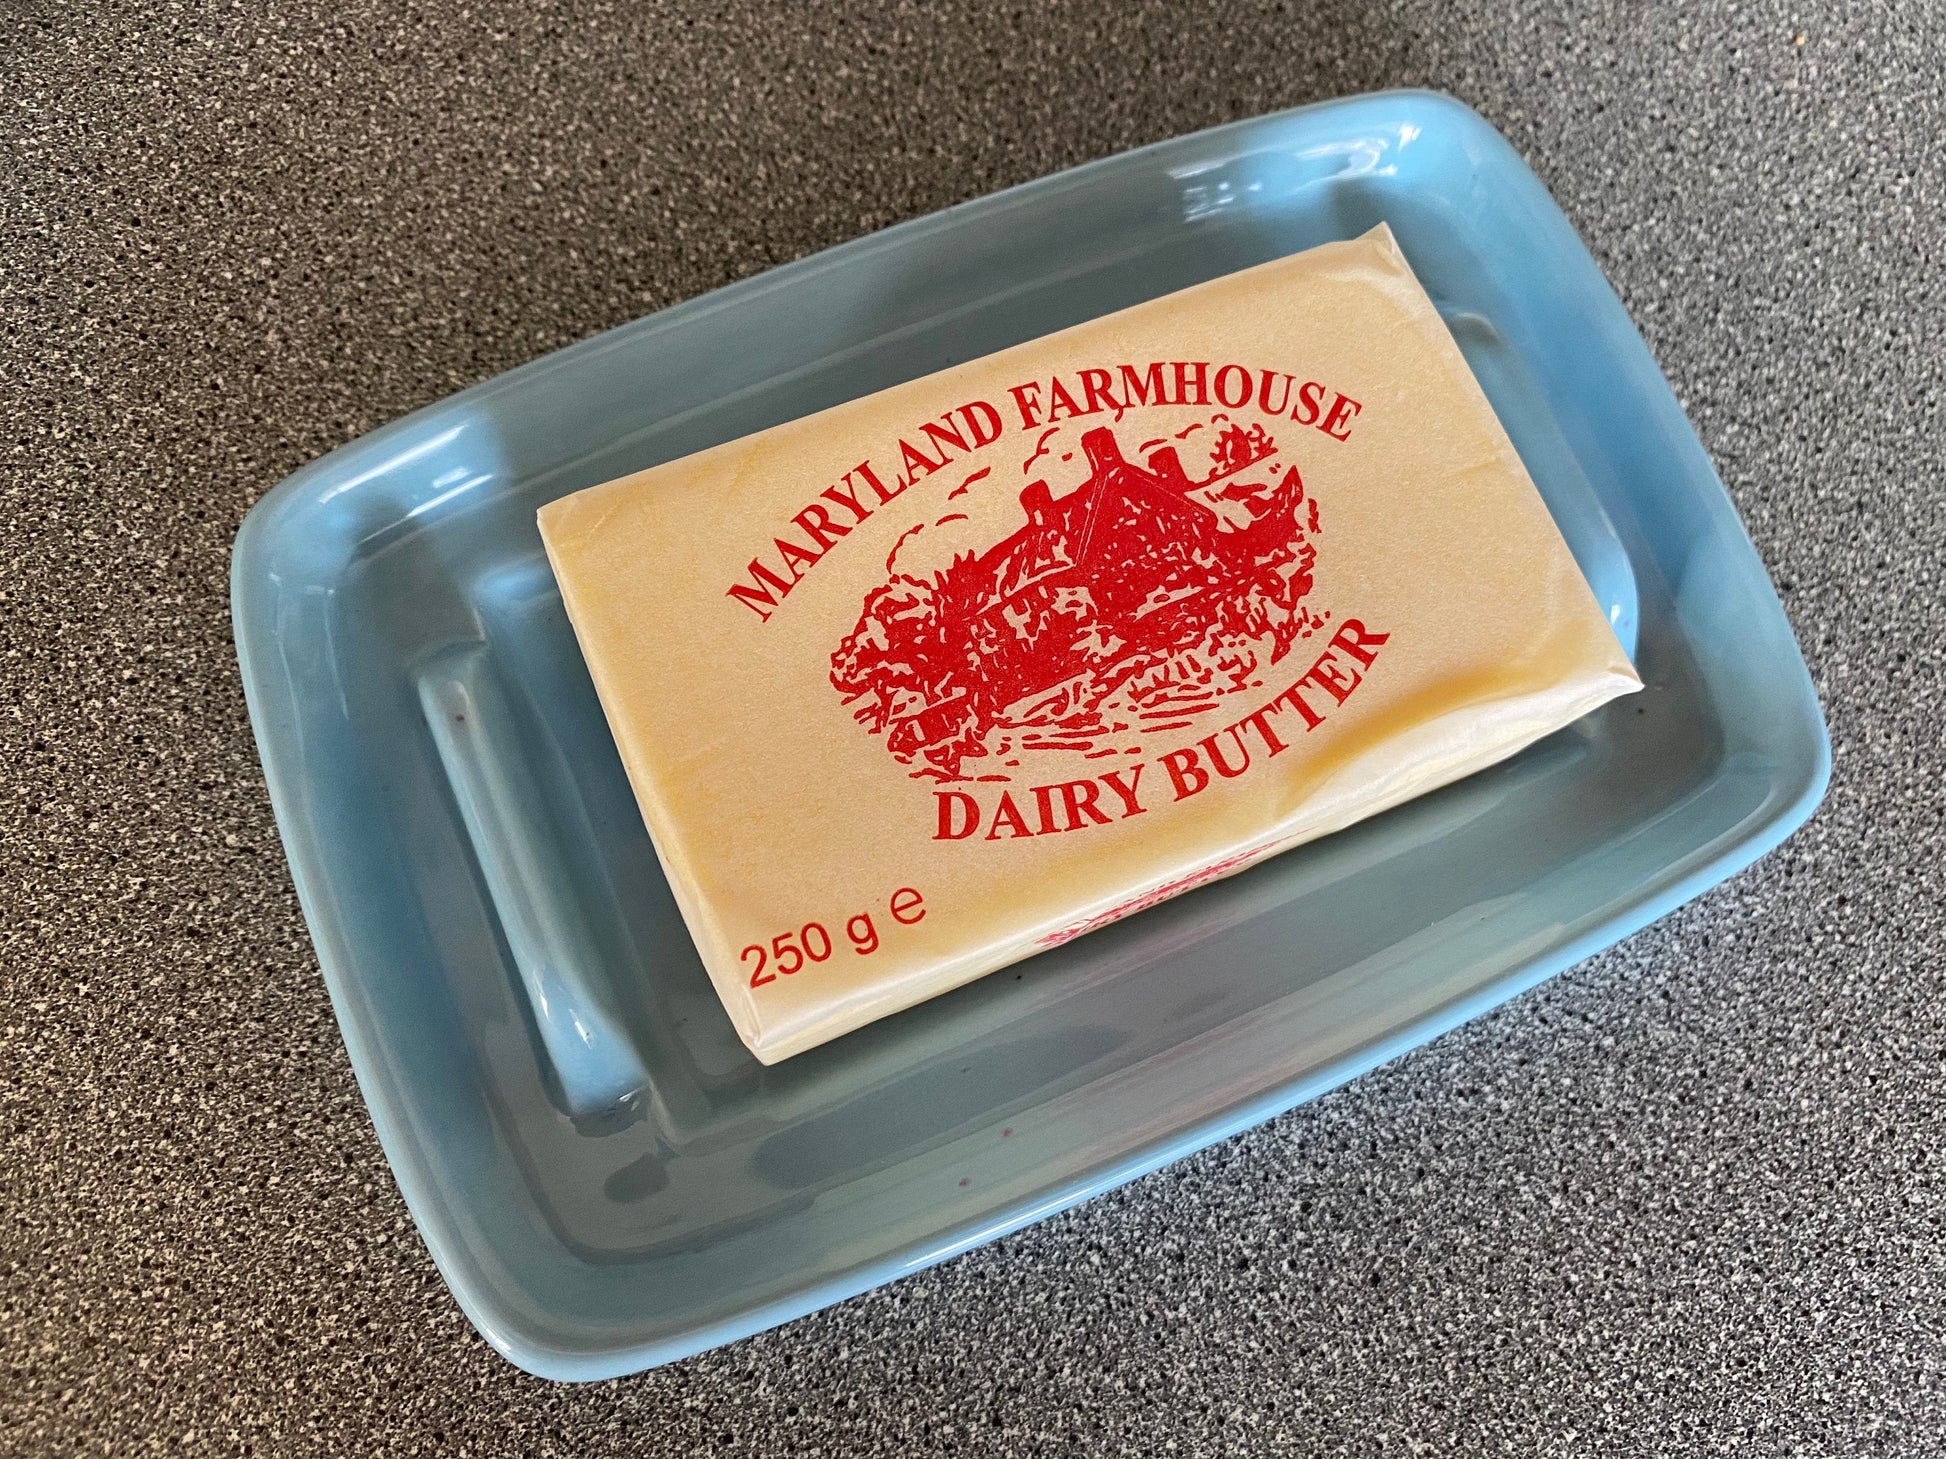 MARYLAND FARMHOUSE
DAIRY BUTTER
250 g ℮